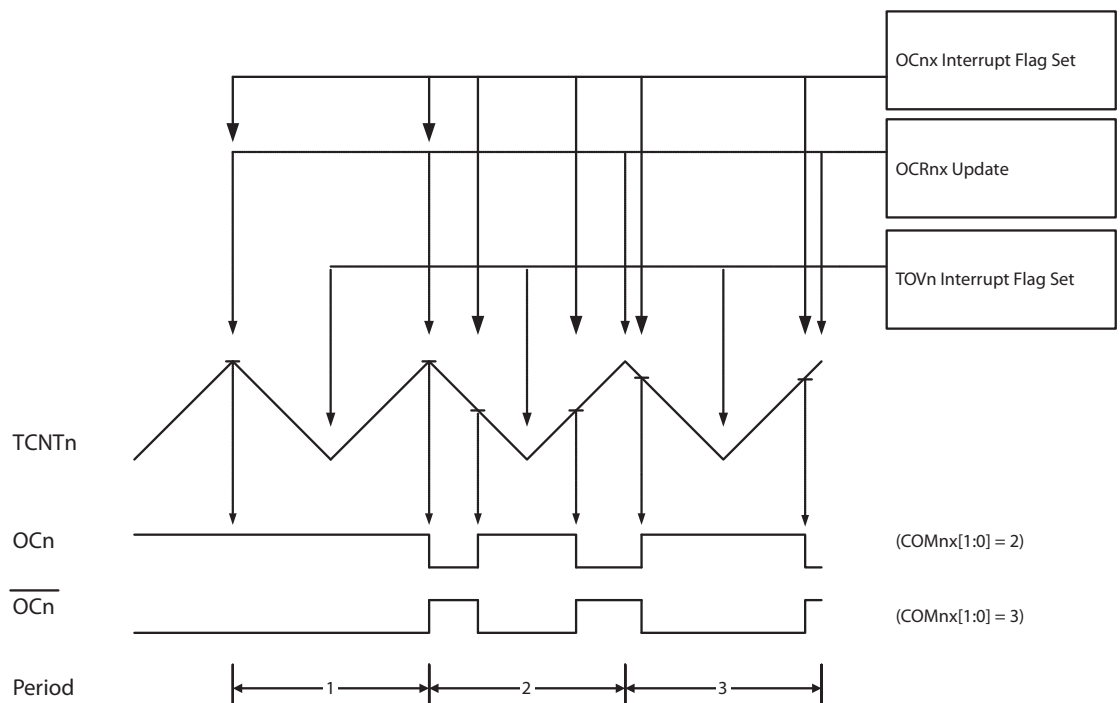 OCnx Interrupt Flag Set
OCRnx Update
TOVn Interrupt Flag Set
TCNTn
OCn
(COMnx[1:0] = 2)
OCn
(COMnx[1:0] = 3)
Period
1
2
3